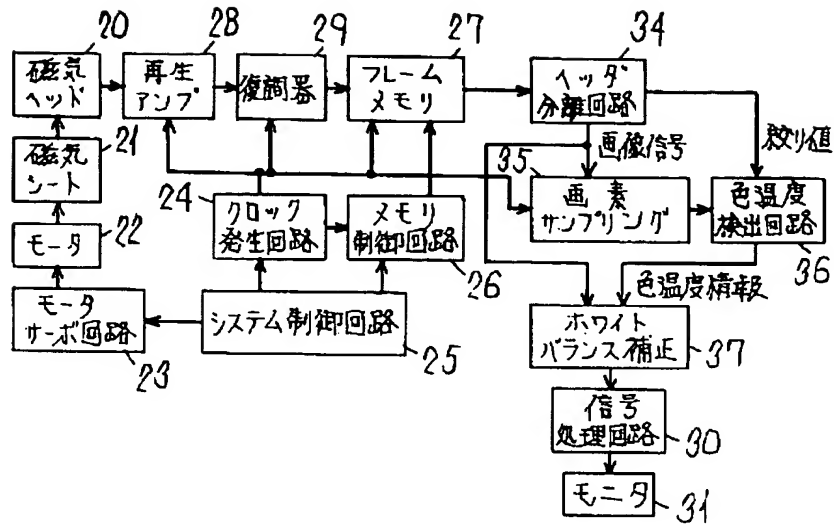 20
28
29
27
34
磁気
ヘッド
再生
アンプ
復調器
フレーム
メモリ
ヘッダ
分離回路
21
磁気
シート
画像信号
絞り値
35
24
22
モータ
クロック
発生回路
メモリ
制御回路
26
画素
サンプリング
色温度
検出回路
36
モータ
サーボ回路
23
システム制御回路
25
色温度情報
ホワイト
バランス補正
37
信号
処理回路
30
モニタ
31